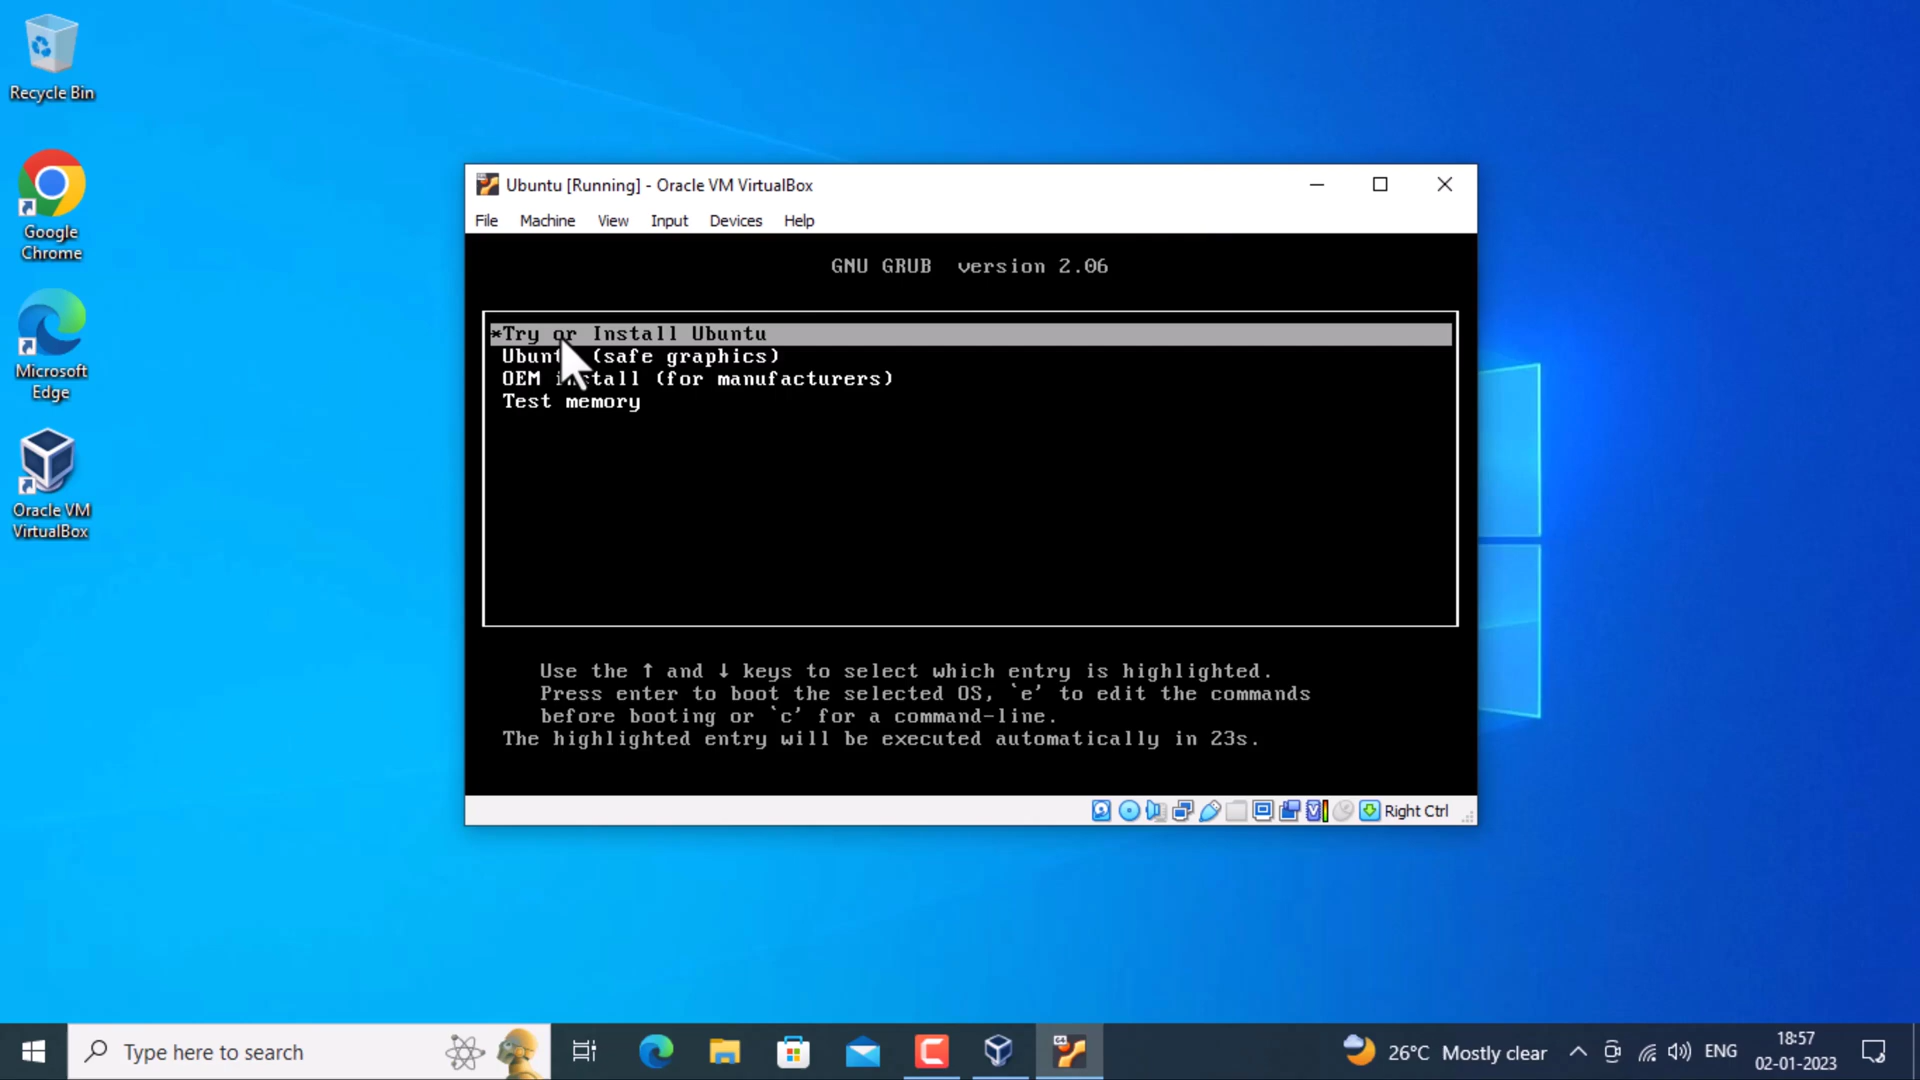 Recycle Bin
Google
Chrome
Microsoft
Edge
Oracle VM
VirtualBox
Ubuntu [Running] - Oracle VM VirtualBox
File Machine View Input Devices Help
GNU GRUB version 2.06
*Try or Install Ubuntu
Ubuntu (safe graphics)
OEM install (for manufacturers)
Test memory
Use the ↑ and ↓ keys to select which entry is highlighted.
Press enter to boot the selected OS, `e' to edit the commands
before booting or `c' for a command-line.
The highlighted entry will be executed automatically in 23s.
Right Ctrl
Type here to search
26°C Mostly clear
ENG
18:57
02-01-2023